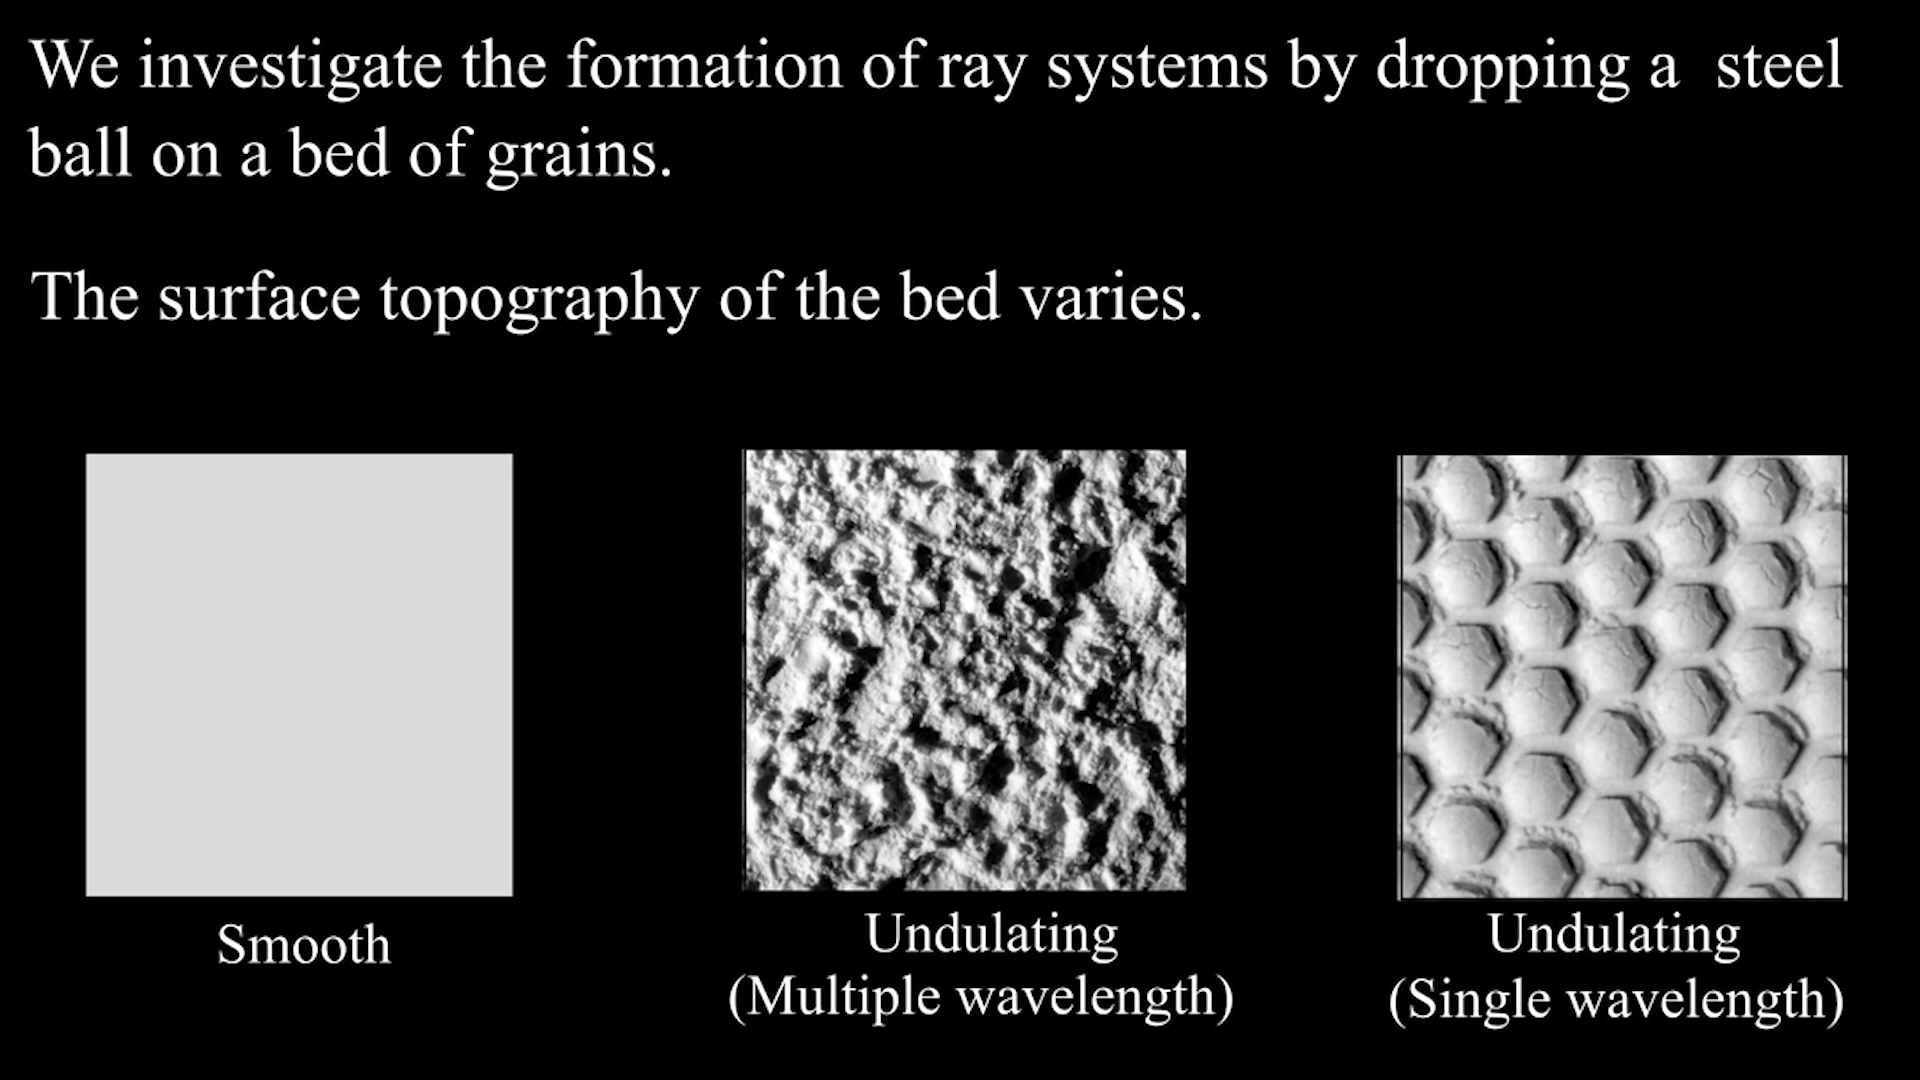 We investigate the formation of ray systems by dropping a steel
ball on a bed of grains.
The surface topography of the bed varies.
Smooth
Undulating
(Multiple wavelength)
Undulating
(Single wavelength)